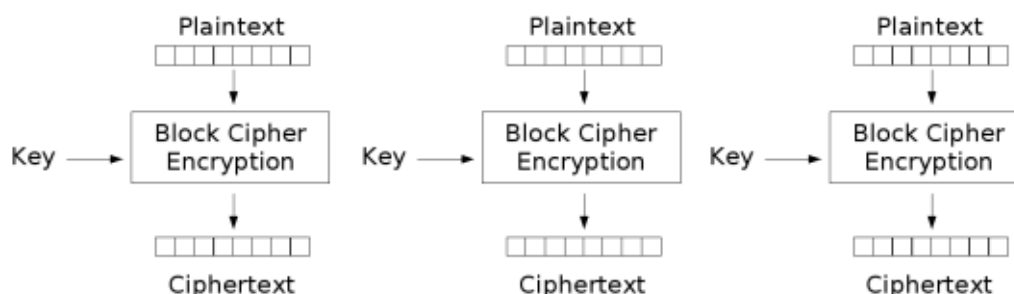 Plaintext Plaintext Plaintext
Block Cipher Block Cipher Block Cipher
Key Key Key
Encryption Encryption Encryption
Ciphertext Ciphertext Ciphertext